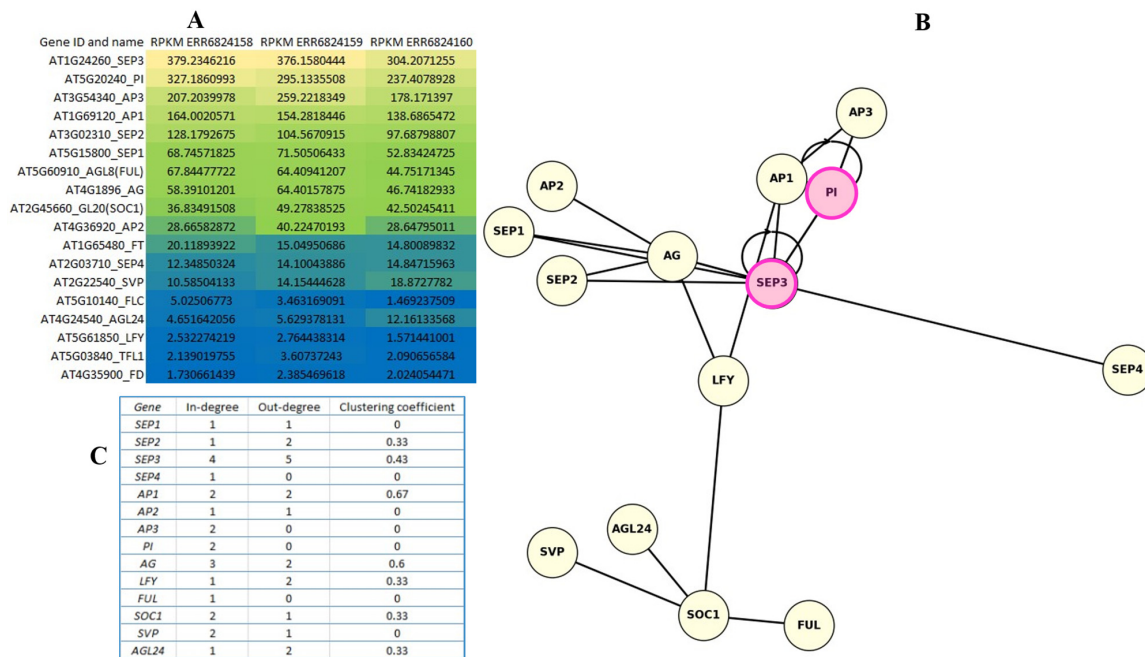 A
Gene ID and name RPKM ERR6824158 RPKM ERR6824159 RPKM ERR6824160
AT1G24260_SEP3 379.2346216 376.1580444 304.2071255
AT5G20240_PI 327.1860993 295.1335508 237.4078928
AT3G54340_AP3 207.2039978 259.2218349 178.171397
AT1G69120_AP1 164.0020571 154.2818446 138.6865472
AT3G02310_SEP2 128.1792675 104.5670915 97.68798807
AT5G15800_SEP1 68.74571825 71.50506433 52.83424725
AT5G60910_AGL8(FUL) 67.84477722 64.40941207 44.75171345
AT4G1896_AG 58.39101201 64.40157875 46.74182933
AT2G45660_GL20(SOC1) 36.83491508 49.27838525 42.50245411
AT4G36920_AP2 28.66582872 40.22470193 28.64795011
AT1G65480_FT 20.11893922 15.04950686 14.80089832
AT2G03710_SEP4 12.34850324 14.10043886 14.84715963
AT2G22540_SVP 10.58504133 14.15444628 18.8727782
AT5G10140_FLC 5.02506773 3.463169091 1.469237509
AT4G24540_AGL24 4.651642056 5.629378131 12.16133568
AT5G61850_LFY 2.532274219 2.764438314 1.571441001
AT5G03840_TFL1 2.139019755 3.60737243 2.090656584
AT4G35900_FD 1.730661439 2.385469618 2.024054471
B
AP3
AP1
PI
AP2
SEP1
AG
SEP2
SEP3
SEP4
LFY
AGL24
SVP
SOC1
FUL
C
Gene In-degree Out-degree Clustering coefficient
SEP1 1 1 0
SEP2 1 2 0.33
SEP3 4 5 0.43
SEP4 1 0 0
AP1 2 2 0.67
AP2 1 1 0
AP3 2 0 0
PI 2 0 0
AG 3 2 0.6
LFY 1 2 0.33
FUL 1 0 0
SOC1 2 1 0.33
SVP 2 1 0
AGL24 1 2 0.33